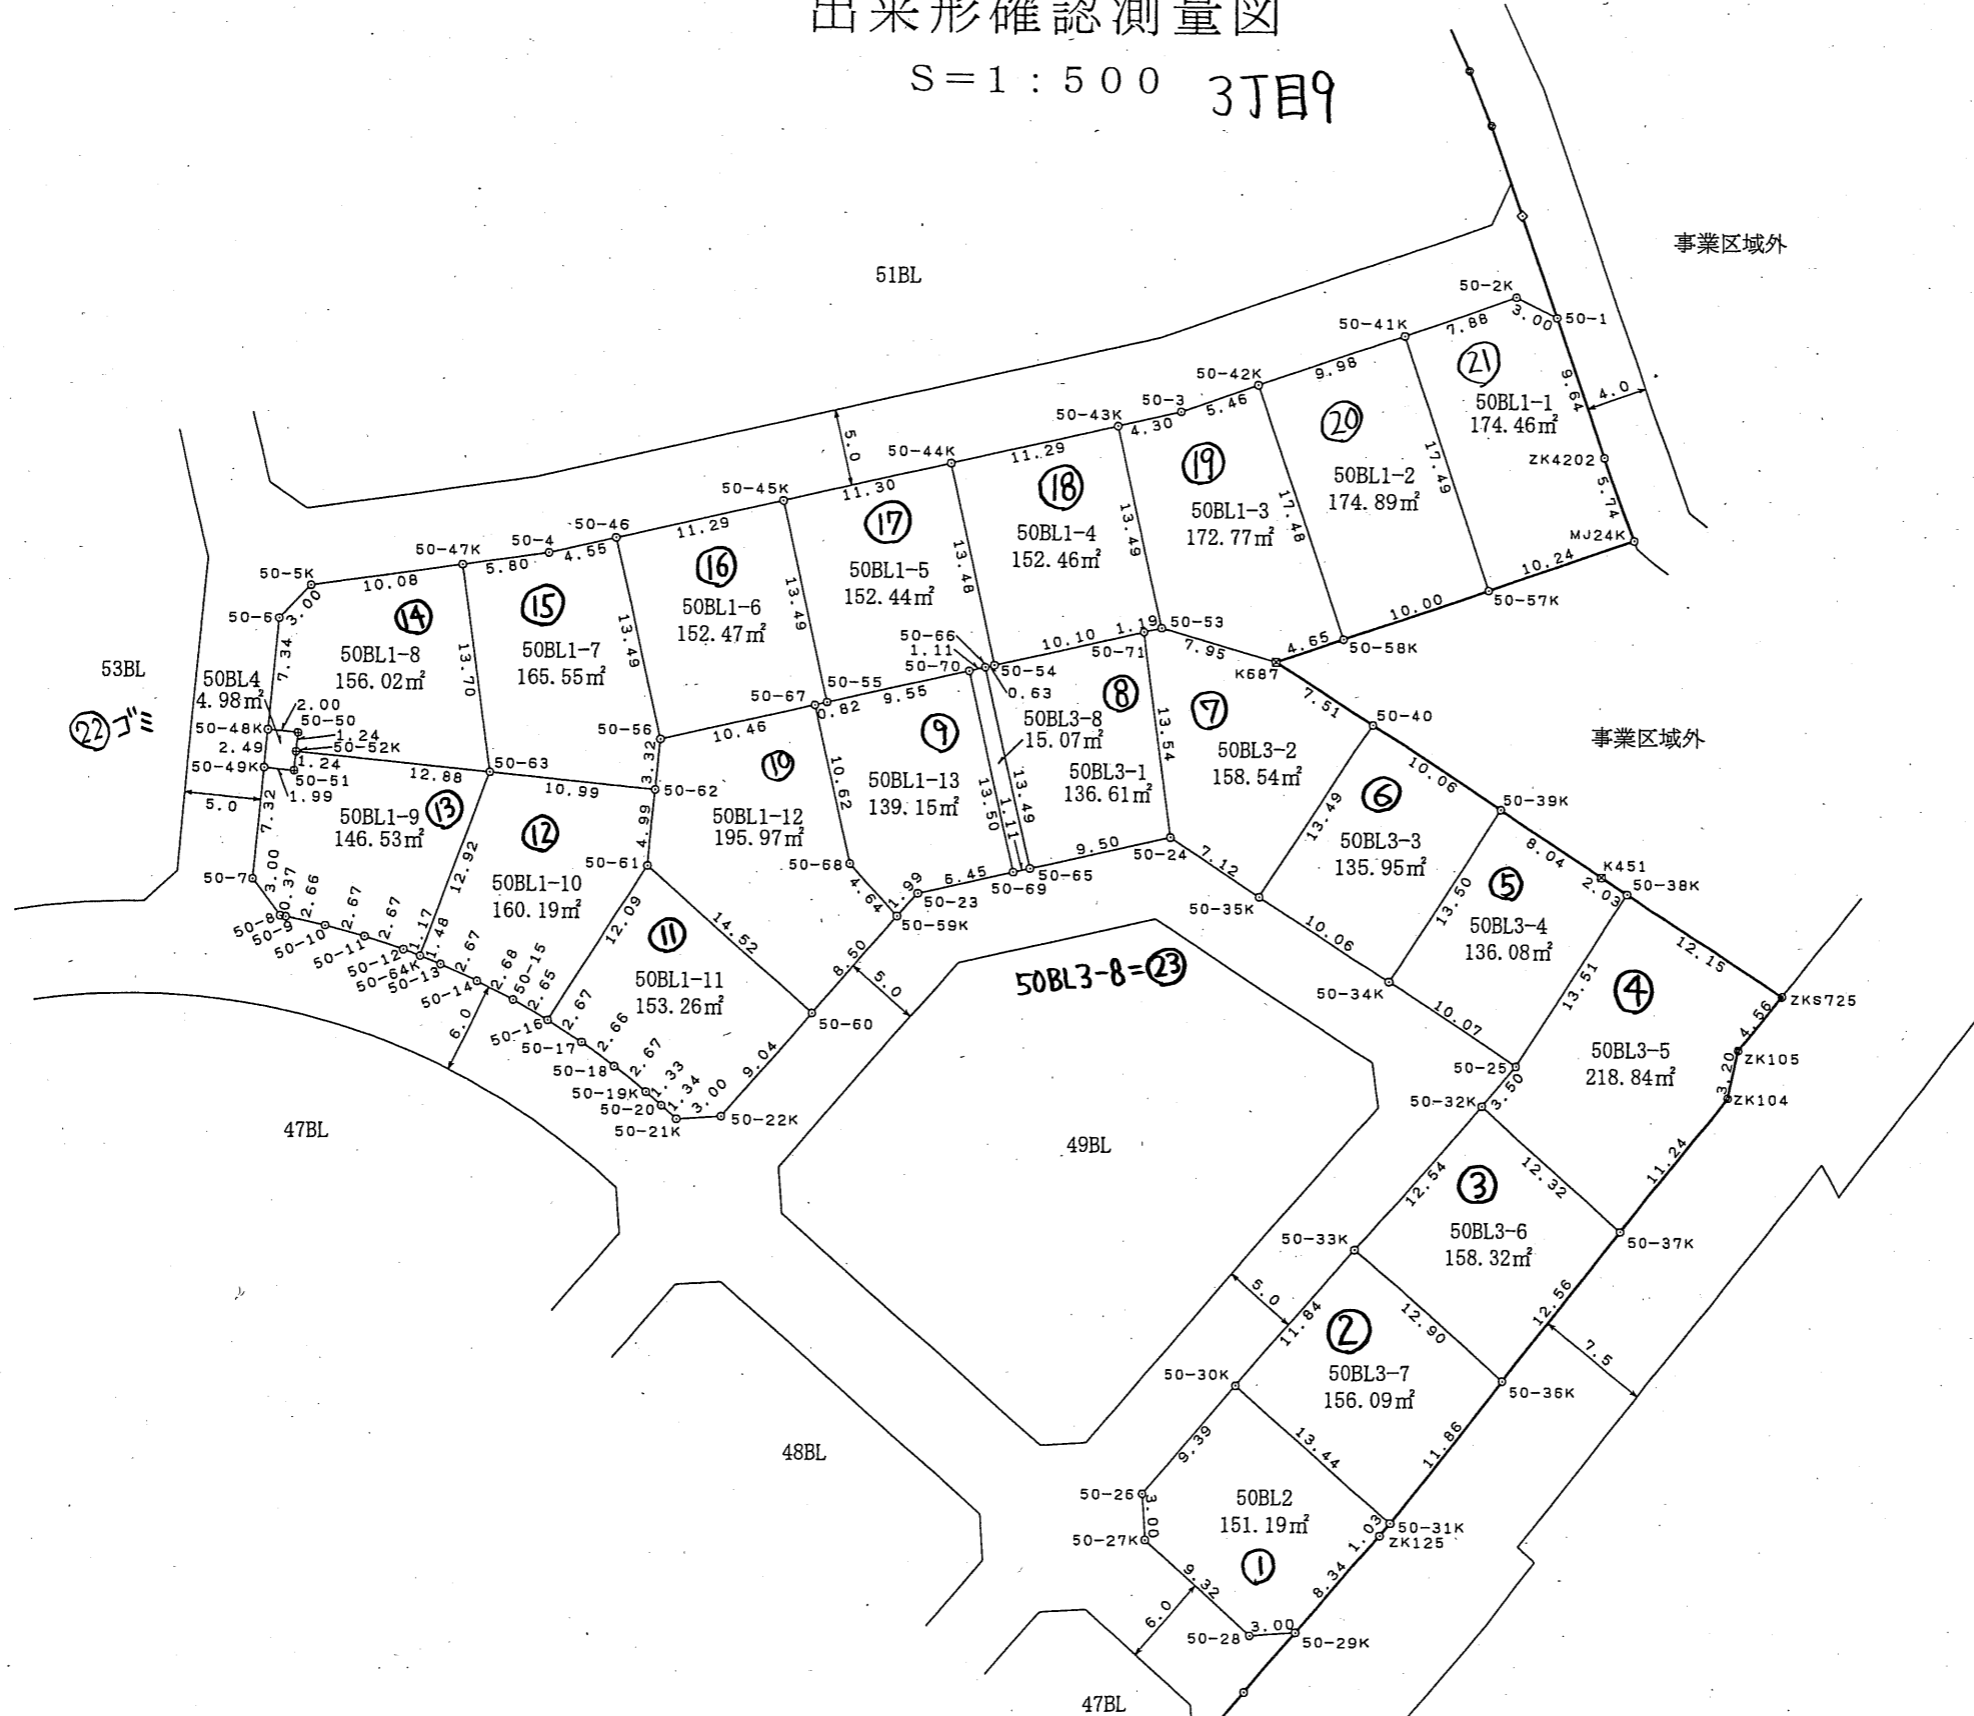 出来形確認測量図
S=1:500 3丁目9
事業区域外
51BL
50-2K
3.00
50-1
50-41K
7.88
9.64
4.0
㉑
50BL1-1
174.46㎡
ZK4202
5.74
MJ24K
10.24
50-57K
50-42K
9.98
⑳
50BL1-2
174.89㎡
17.49
17.48
10.00
50-58K
50-43K
50-3
4.30
5.46
⑲
50BL1-3
172.77㎡
13.49
1.19
50-53
7.95
4.65
K687
50-44K
11.29
⑱
50BL1-4
152.46㎡
13.48
5.0
50-45K
11.30
⑰
50BL1-5
152.44㎡
13.49
50-46
11.29
⑯
50BL1-6
152.47㎡
13.49
50-47K
50-4
5.80
4.55
⑮
50BL1-7
165.55㎡
13.70
50-5K
10.08
50-6
3.00
⑭
50BL1-8
156.02㎡
7.34
53BL
50BL4
4.98㎡
㉒ゴミ
50-48K
2.00
50-50
1.24
50-52K
2.49
50-49K
1.24
50-51
1.99
12.88
50-63
5.0
7.32
50BL1-9
146.53㎡
⑬
50-7
3.00
0.37
2.66
2.67
2.67
1.17
1.48
2.67
2.68
50-15
2.65
50-8
50-9
50-10
50-11
50-12
50-64K
50-13
50-14
6.0
12.92
10.99
50-62
50-56
3.32
4.99
⑫
50BL1-10
160.19㎡
50-61
12.09
50-16
2.67
50-17
2.66
50-18
2.67
50-19K
1.33
50-20
1.34
50-21K
3.00
50-22K
⑪
50BL1-11
153.26㎡
14.52
9.04
50-60
8.50
5.0
50-59K
50-67
50-55
0.82
10.46
⑩
50BL1-12
195.97㎡
10.62
50-68
4.64
1.99
50-23
9.55
⑨
50BL1-13
139.15㎡
6.45
50-69
50-66
1.11
50-70
50-54
0.63
10.10
50-71
50BL3-8
15.07㎡
13.50
13.49
1.11
50-65
⑧
50BL3-1
136.61㎡
9.50
13.54
50-24
⑦
50BL3-2
158.54㎡
7.51
50-40
7.12
50-35K
13.49
10.06
50-39K
⑥
50BL3-3
135.95㎡
事業区域外
10.06
50-34K
13.50
8.04
K451
2.03
50-38K
⑤
50BL3-4
136.08㎡
10.07
50-25
13.51
12.15
ZKS725
4.56
ZK105
3.20
ZK104
④
50BL3-5
218.84㎡
3.50
50-32K
11.24
50-37K
12.32
③
50BL3-6
158.32㎡
12.54
50-33K
12.56
7.5
5.0
11.84
12.90
50-36K
②
50BL3-7
156.09㎡
50-30K
11.86
13.44
9.39
50-26
3.00
50-27K
50BL2
151.19㎡
①
50-31K
1.03
ZK125
8.34
9.32
3.00
50-28
50-29K
6.0
50BL3-8=㉓
49BL
47BL
48BL
47BL